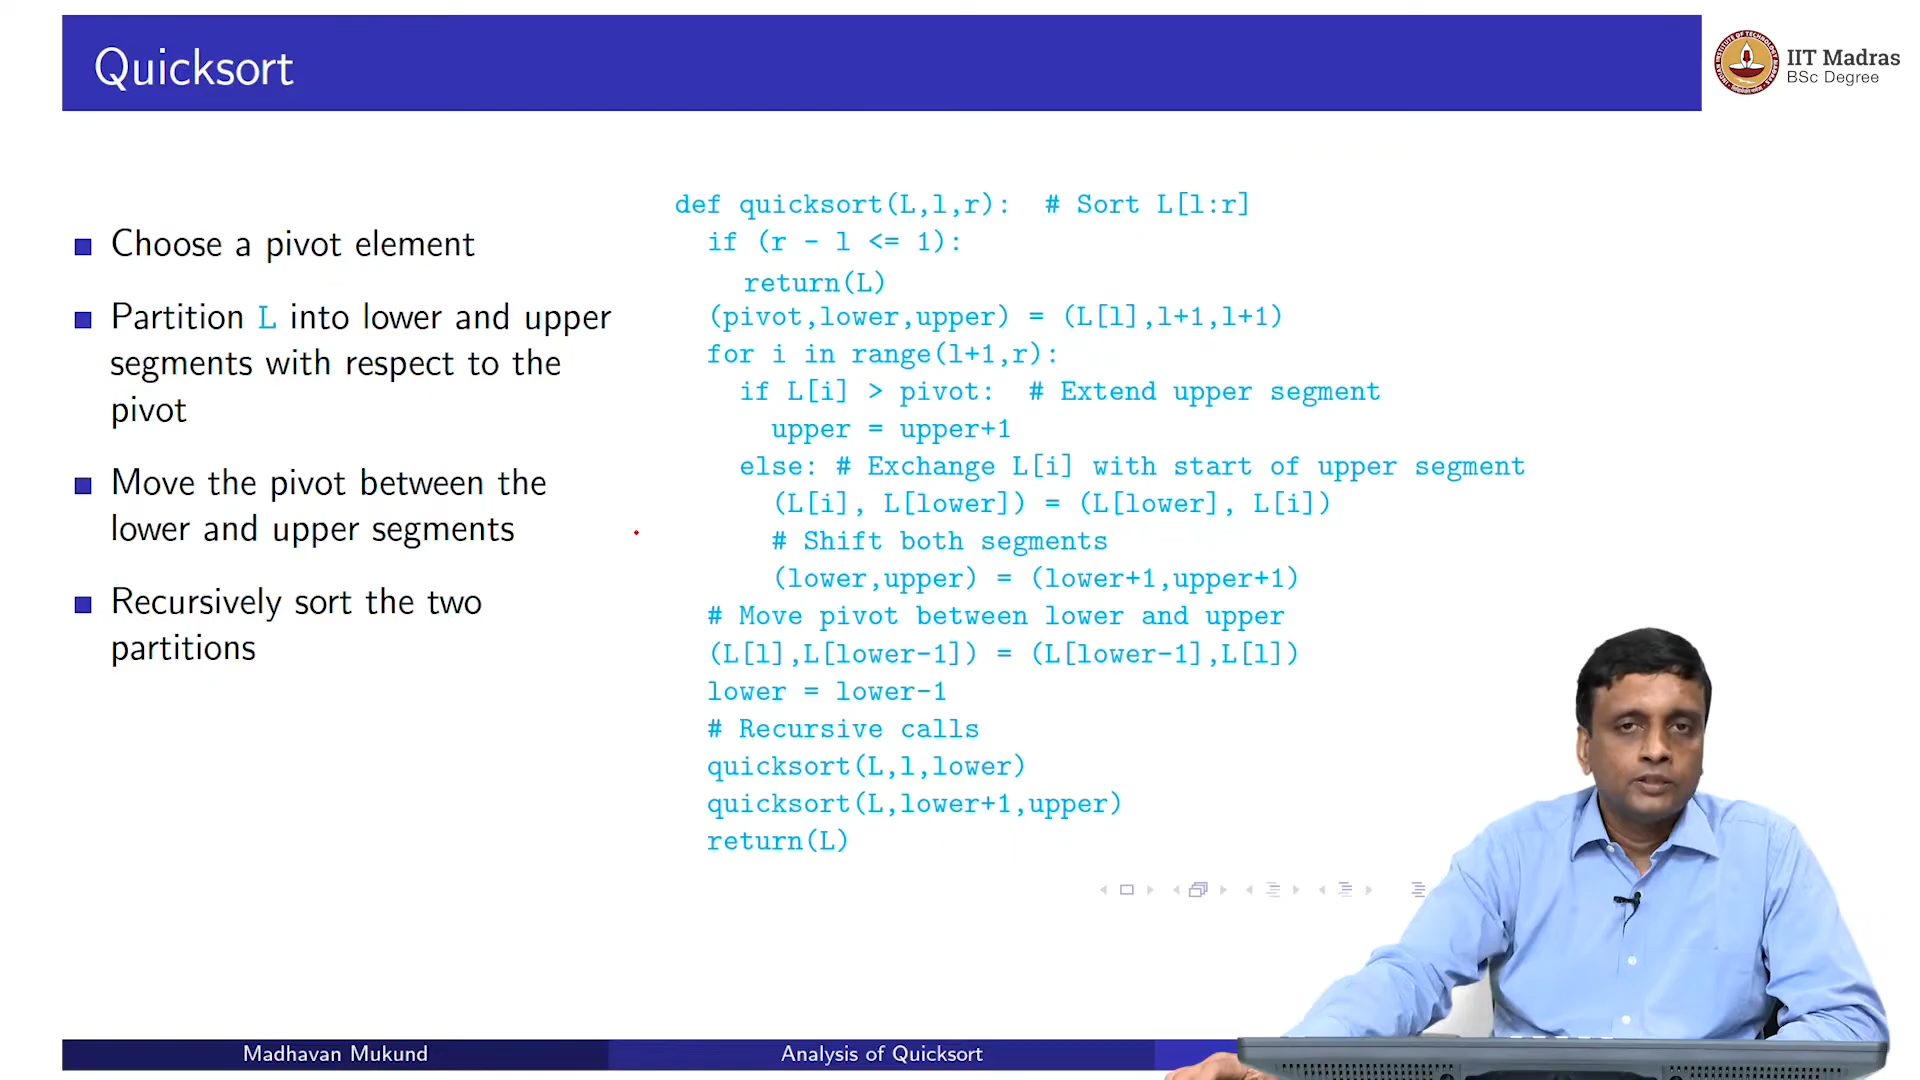 Quicksort
IIT Madras
BSc Degree
Choose a pivot element
Partition L into lower and upper
segments with respect to the
pivot
Move the pivot between the
lower and upper segments
Recursively sort the two
partitions
def quicksort(L,l,r):  # Sort L[l:r]
  if (r - l <= 1):
    return(L)
  (pivot,lower,upper) = (L[l],l+1,l+1)
  for i in range(l+1,r):
    if L[i] > pivot:  # Extend upper segment
      upper = upper+1
    else: # Exchange L[i] with start of upper segment
      (L[i], L[lower]) = (L[lower], L[i])
      # Shift both segments
      (lower,upper) = (lower+1,upper+1)
  # Move pivot between lower and upper
  (L[l],L[lower-1]) = (L[lower-1],L[l])
  lower = lower-1
  # Recursive calls
  quicksort(L,l,lower)
  quicksort(L,lower+1,upper)
  return(L)
Madhavan Mukund
Analysis of Quicksort